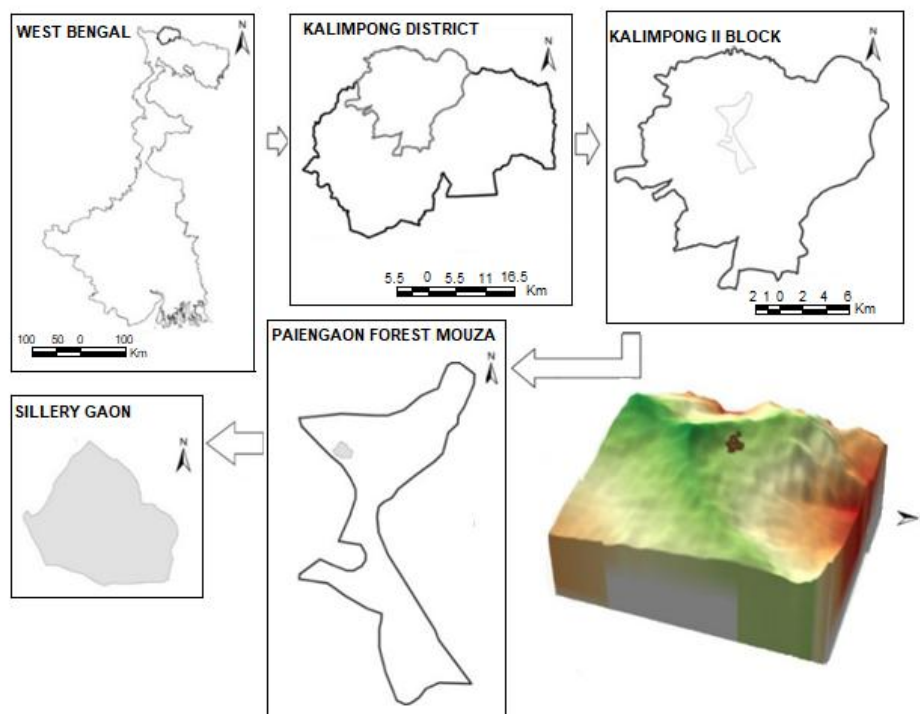 WEST BENGAL
N
100 50 0 100
Km
KALIMPONG DISTRICT
N
5.5 0 5.5 11 16.5
Km
KALIMPONG II BLOCK
N
2 1 0 2 4 6
Km
PAIENGAON FOREST MOUZA
N
SILLERY GAON
N